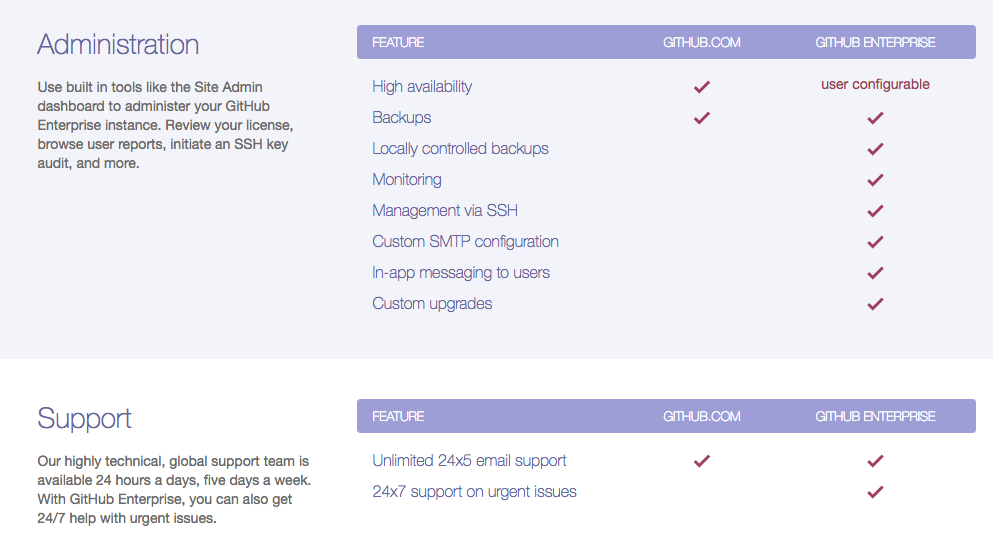 Administration
Use built in tools like the Site Admin
dashboard to administer your GitHub
Enterprise instance. Review your license,
browse user reports, initiate an SSH key
audit, and more.
FEATURE GITHUB.COM GITHUB ENTERPRISE
High availability ✓ user configurable
Backups ✓ ✓
Locally controlled backups ✓
Monitoring ✓
Management via SSH ✓
Custom SMTP configuration ✓
In-app messaging to users ✓
Custom upgrades ✓
Support
Our highly technical, global support team is
available 24 hours a days, five days a week.
With GitHub Enterprise, you can also get
24/7 help with urgent issues.
FEATURE GITHUB.COM GITHUB ENTERPRISE
Unlimited 24x5 email support ✓ ✓
24x7 support on urgent issues ✓